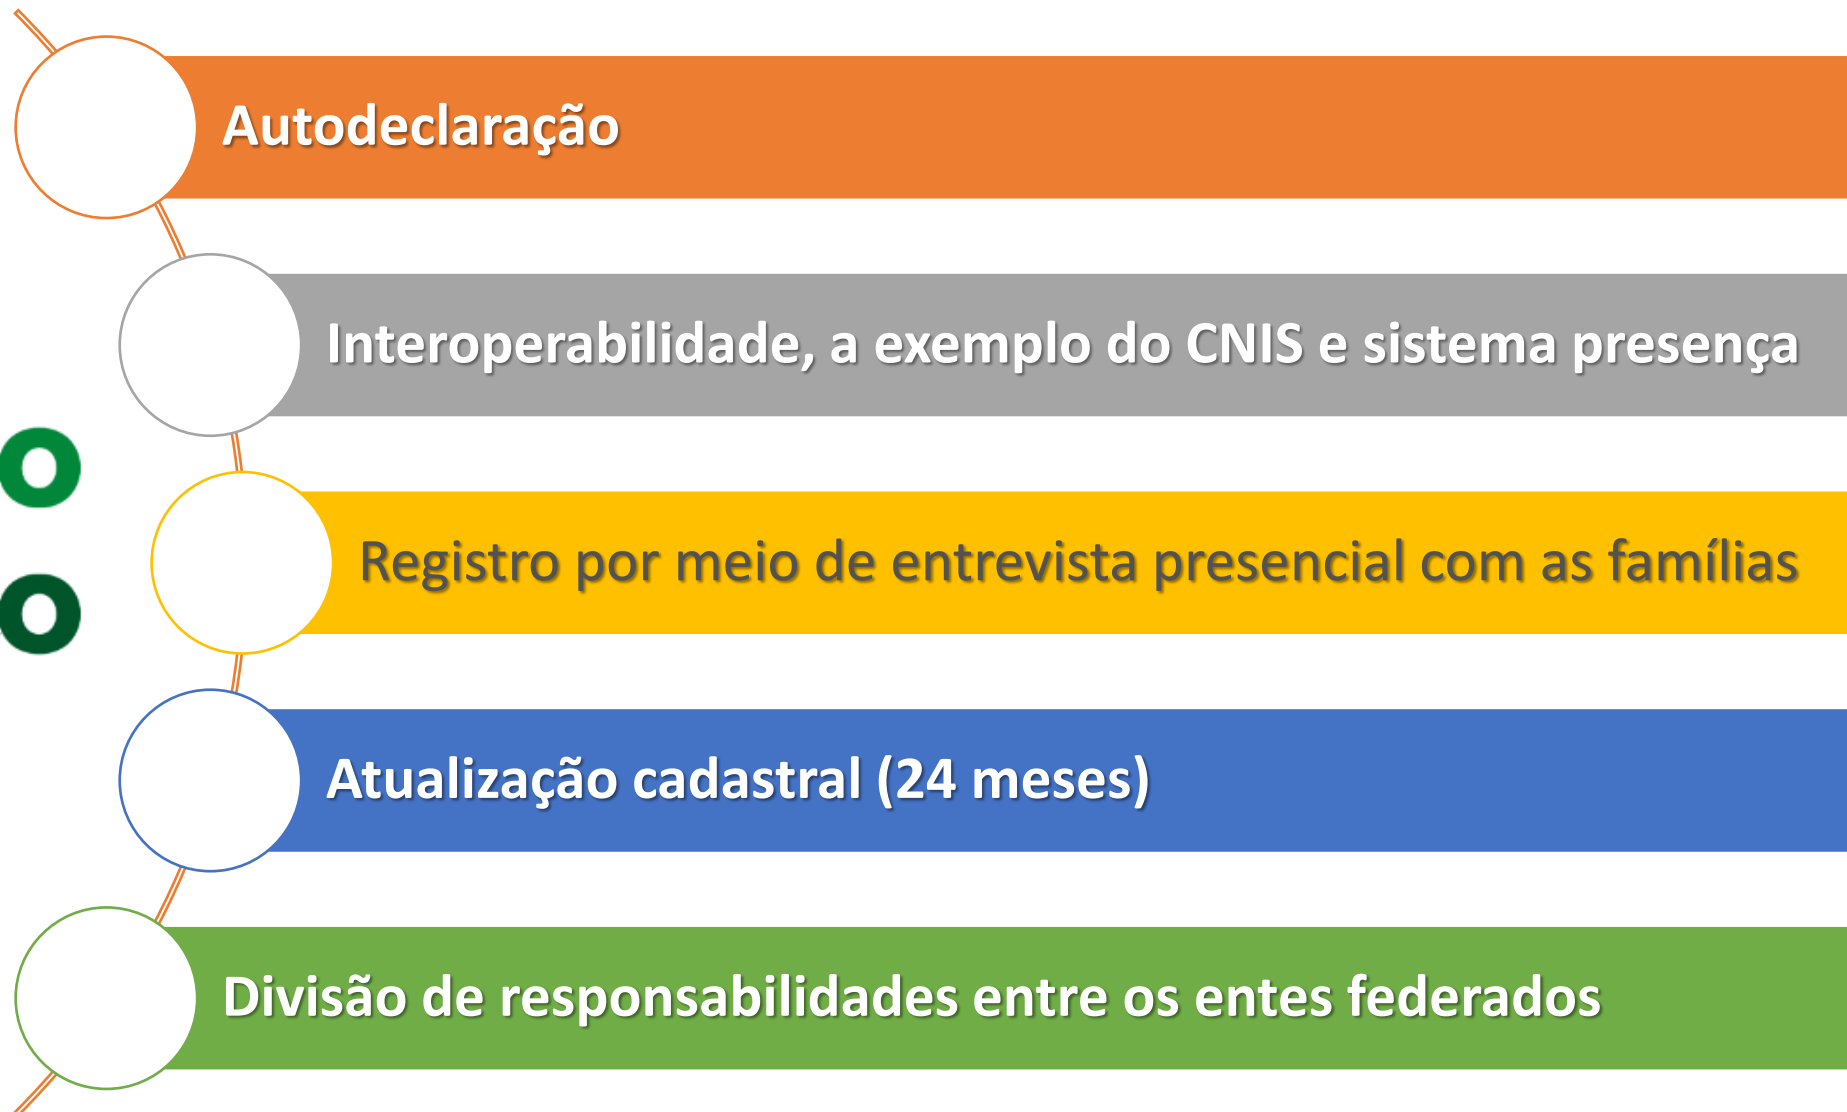 Autodeclaração
Interoperabilidade, a exemplo do CNIS e sistema presença
o
Registro por meio de entrevista presencial com as famílias
o
Atualização cadastral (24 meses)
Divisão de responsabilidades entre os entes federados